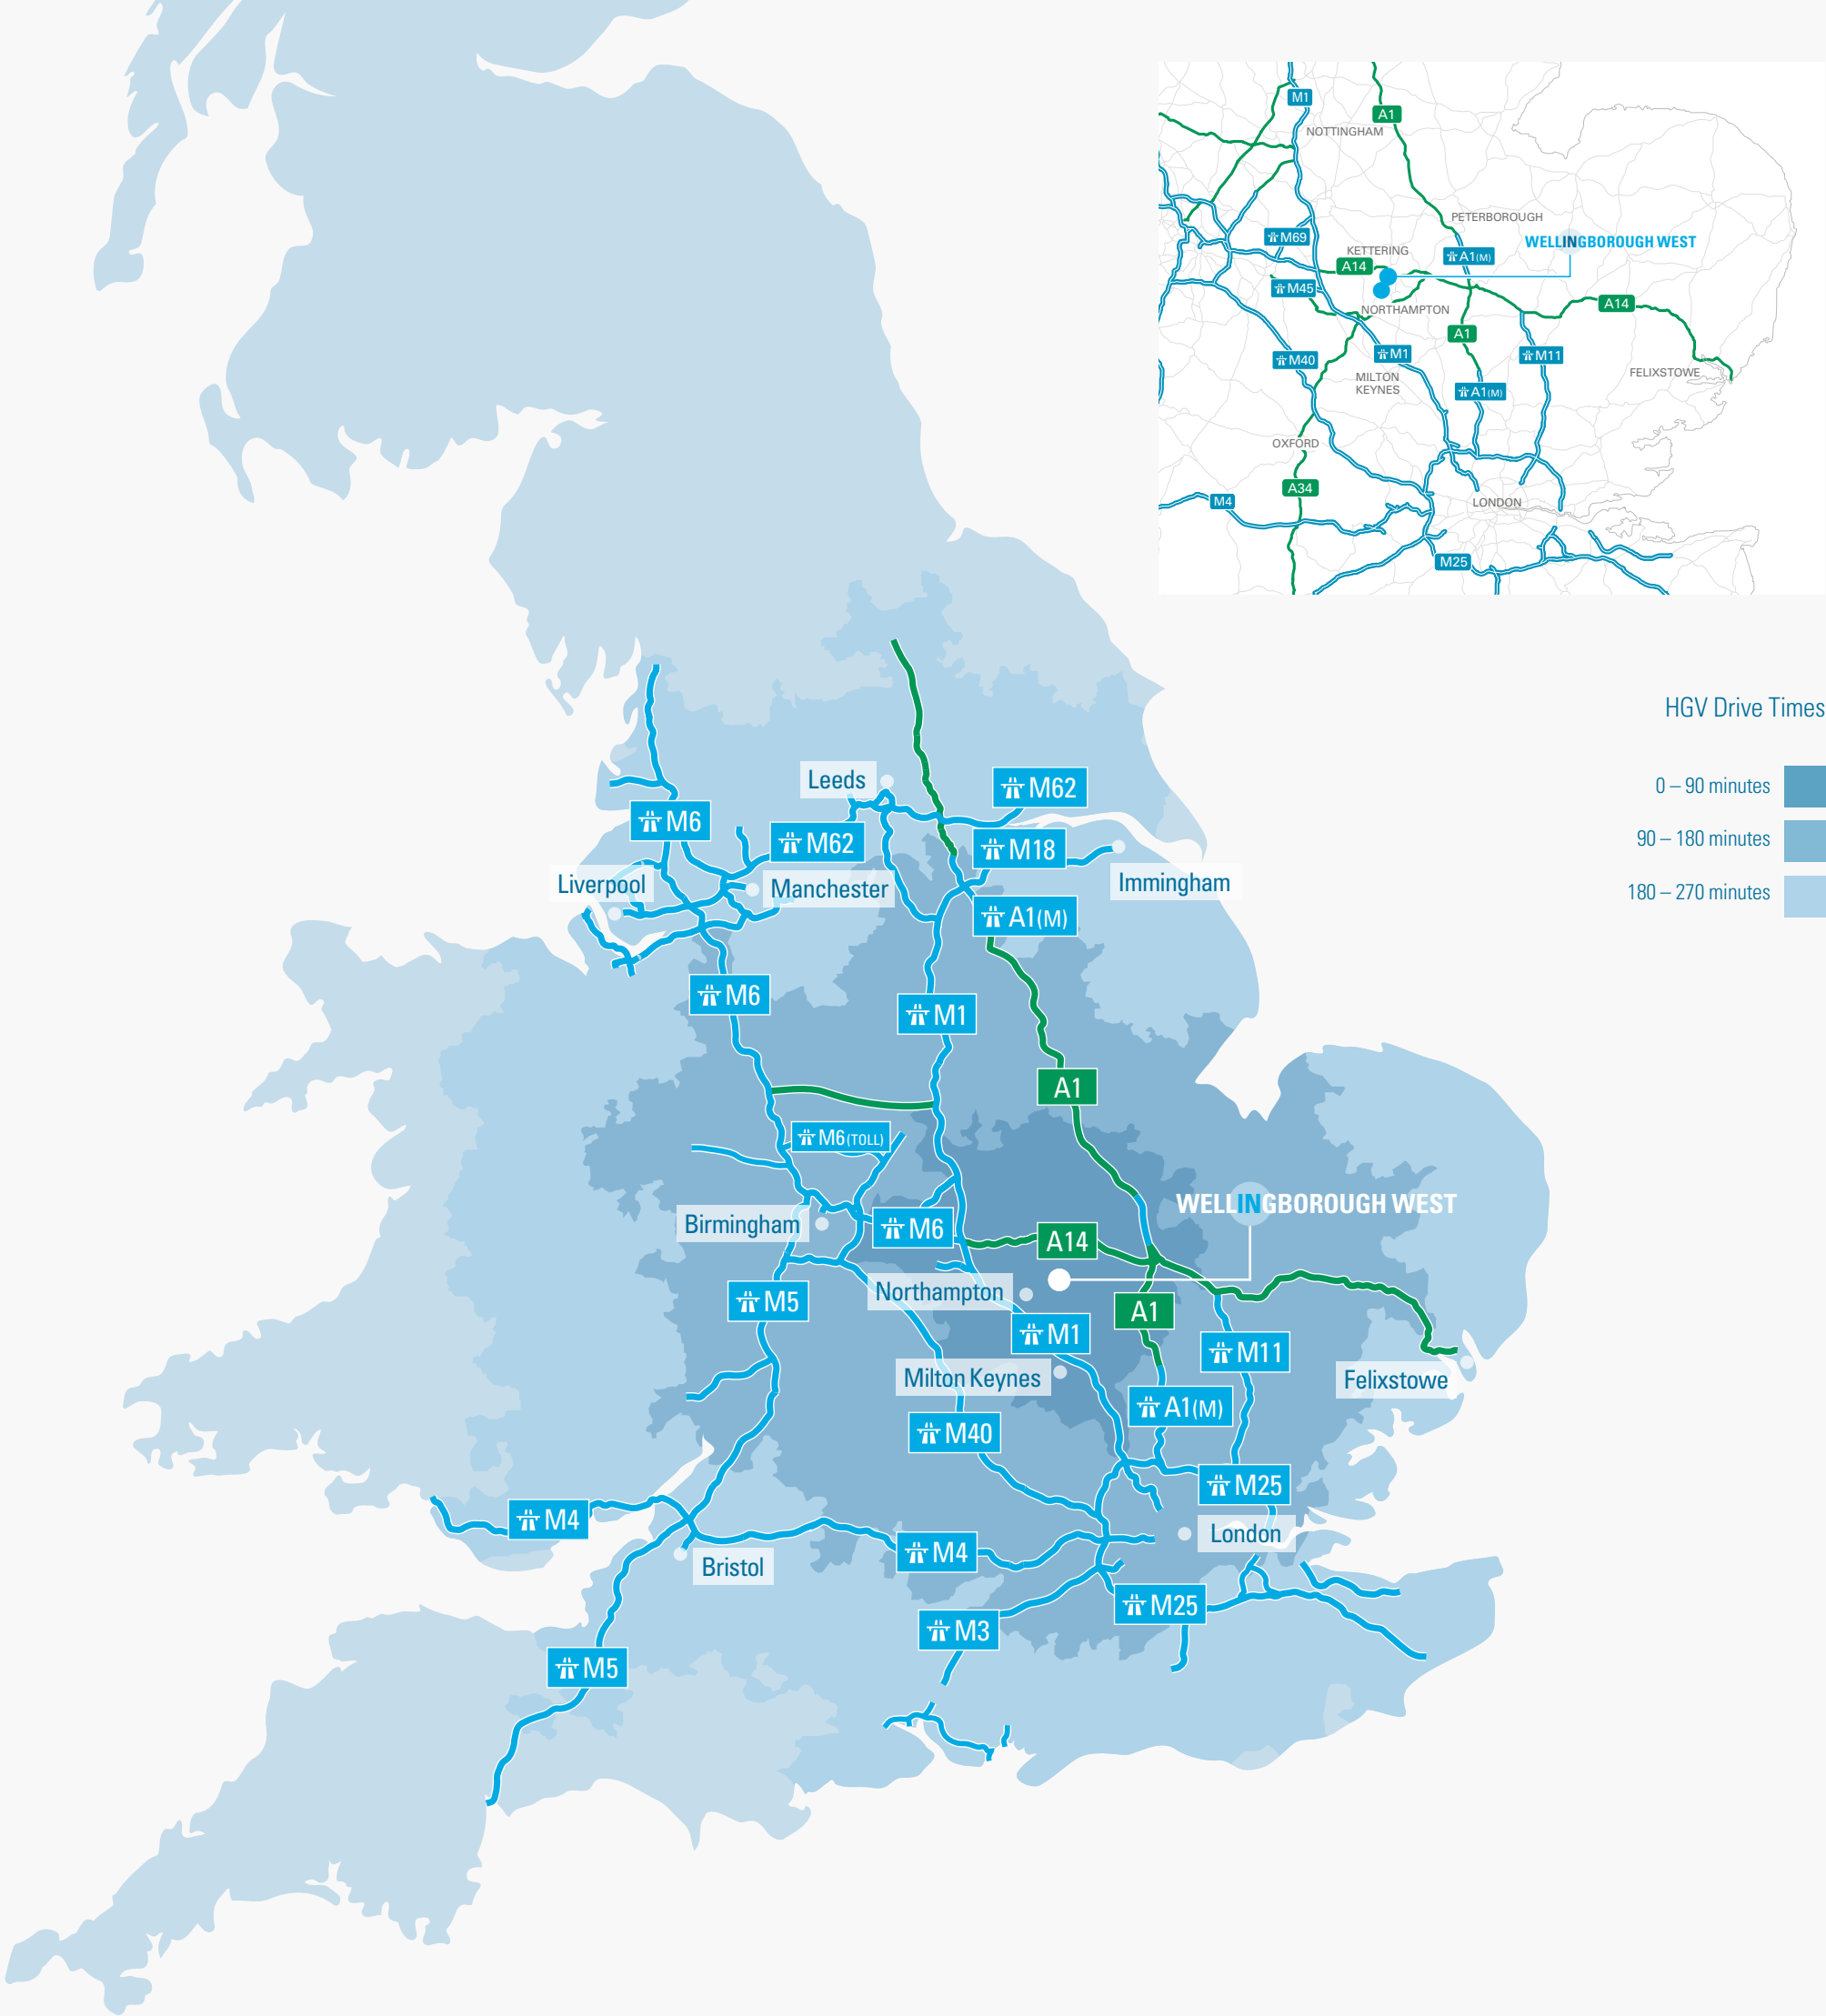 M1
A1
NOTTINGHAM
PETERBOROUGH
M69
WELLINGBOROUGH WEST
KETTERING
A1(M)
A14
M45
A14
NORTHAMPTON
A1
M40
M1
M11
MILTON
KEYNES
FELIXSTOWE
A1(M)
OXFORD
A34
M4
LONDON
M25
HGV Drive Times
0 – 90 minutes
90 – 180 minutes
180 – 270 minutes
Leeds
M62
M6
M62
M18
Liverpool
Manchester
Immingham
A1(M)
M6
M1
A1
M6(TOLL)
WELLINGBOROUGH WEST
Birmingham
M6
A14
Northampton
M5
A1
M1
M11
Milton Keynes
Felixstowe
A1(M)
M40
M25
M4
London
M4
Bristol
M25
M3
M5